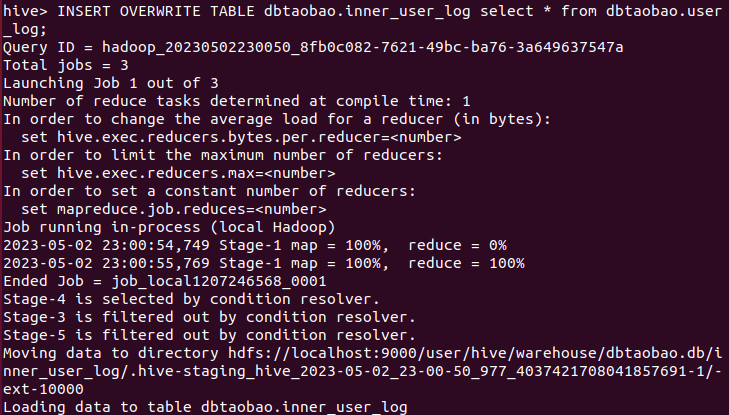 hive> INSERT OVERWRITE TABLE dbtaobao.inner_user_log select * from dbtaobao.user
_log;
Query ID = hadoop_20230502230050_8fb0c082-7621-49bc-ba76-3a649637547a
Total jobs = 3
Launching Job 1 out of 3
Number of reduce tasks determined at compile time: 1
In order to change the average load for a reducer (in bytes):
  set hive.exec.reducers.bytes.per.reducer=<number>
In order to limit the maximum number of reducers:
  set hive.exec.reducers.max=<number>
In order to set a constant number of reducers:
  set mapreduce.job.reduces=<number>
Job running in-process (local Hadoop)
2023-05-02 23:00:54,749 Stage-1 map = 100%,  reduce = 0%
2023-05-02 23:00:55,769 Stage-1 map = 100%,  reduce = 100%
Ended Job = job_local1207246568_0001
Stage-4 is selected by condition resolver.
Stage-3 is filtered out by condition resolver.
Stage-5 is filtered out by condition resolver.
Moving data to directory hdfs://localhost:9000/user/hive/warehouse/dbtaobao.db/i
nner_user_log/.hive-staging_hive_2023-05-02_23-00-50_977_4037421708041857691-1/-
ext-10000
Loading data to table dbtaobao.inner_user_log